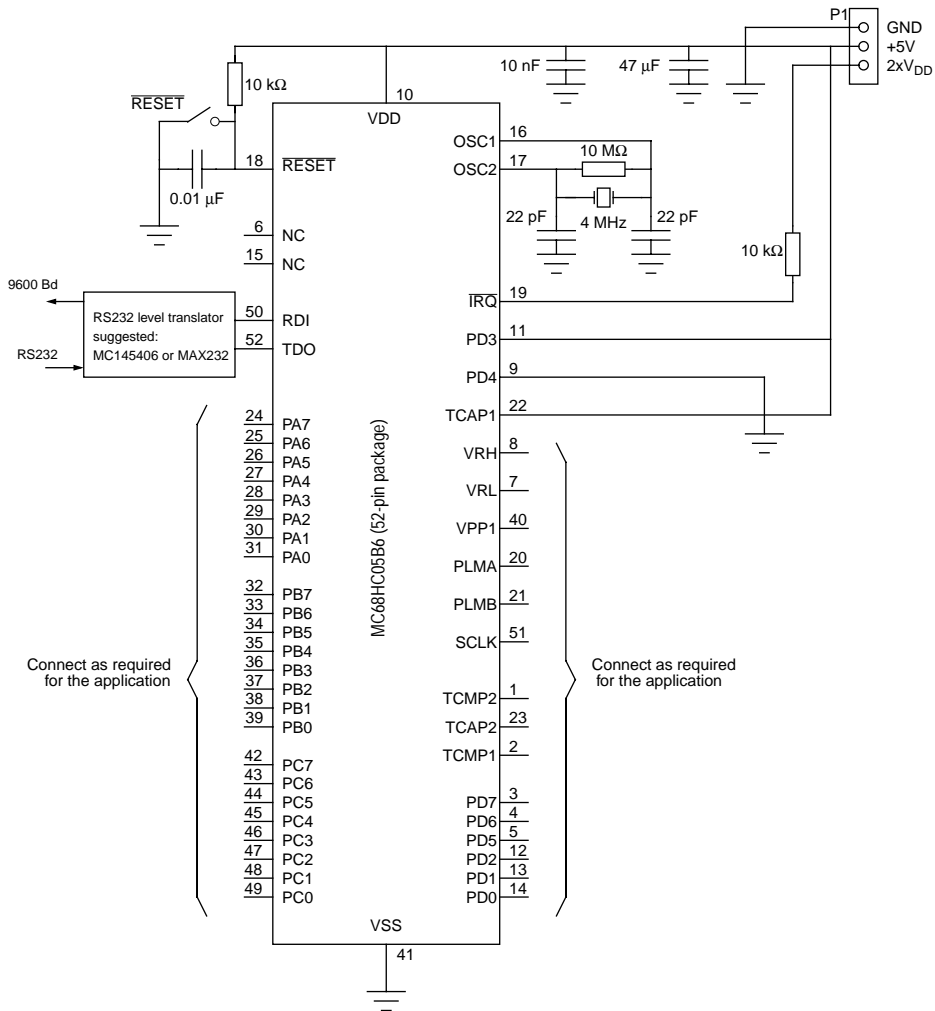 P1
GND
+5V
2xVDD
10 nF
47 µF
10 kΩ
RESET
10
VDD
OSC1
16
OSC2
17
10 MΩ
18
RESET
0.01 µF
22 pF
4 MHz
22 pF
6
NC
15
NC
10 kΩ
9600 Bd
RS232 level translator
suggested:
MC145406 or MAX232
RS232
50
RDI
52
TDO
IRQ
19
PD3
11
PD4
9
TCAP1
22
24
PA7
25
PA6
26
PA5
27
PA4
28
PA3
29
PA2
30
PA1
31
PA0
32
PB7
33
PB6
34
PB5
35
PB4
36
PB3
37
PB2
38
PB1
39
PB0
42
PC7
43
PC6
44
PC5
45
PC4
46
PC3
47
PC2
48
PC1
49
PC0
Connect as required
for the application
MC68HC05B6 (52-pin package)
VRH
8
VRL
7
VPP1
40
PLMA
20
PLMB
21
SCLK
51
TCMP2
1
TCAP2
23
TCMP1
2
PD7
3
PD6
4
PD5
5
PD2
12
PD1
13
PD0
14
Connect as required
for the application
VSS
41